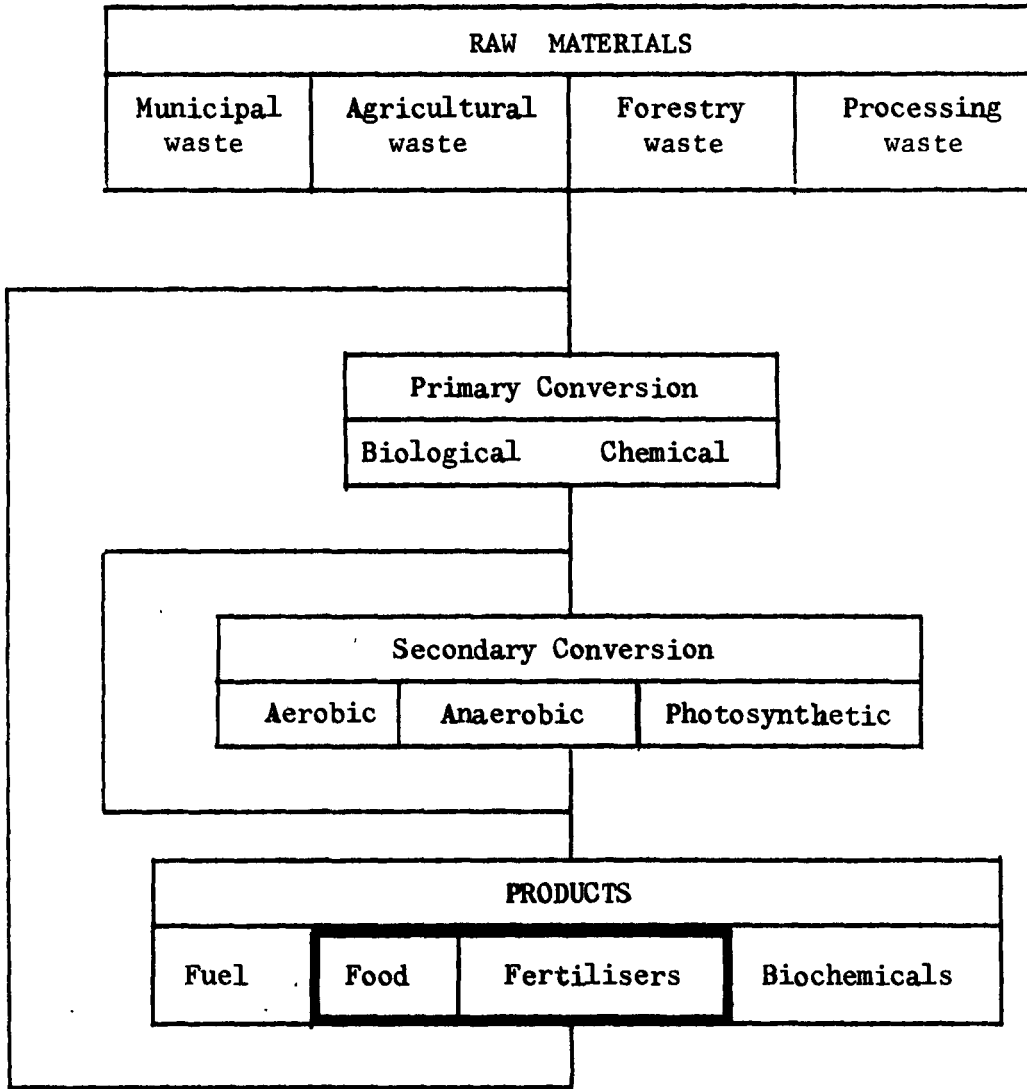 RAW MATERIALS
Municipal waste
Agricultural waste
Forestry waste
Processing waste
Primary Conversion
Biological Chemical
Secondary Conversion
Aerobic Anaerobic Photosynthetic
PRODUCTS
Fuel Food Fertilisers Biochemicals